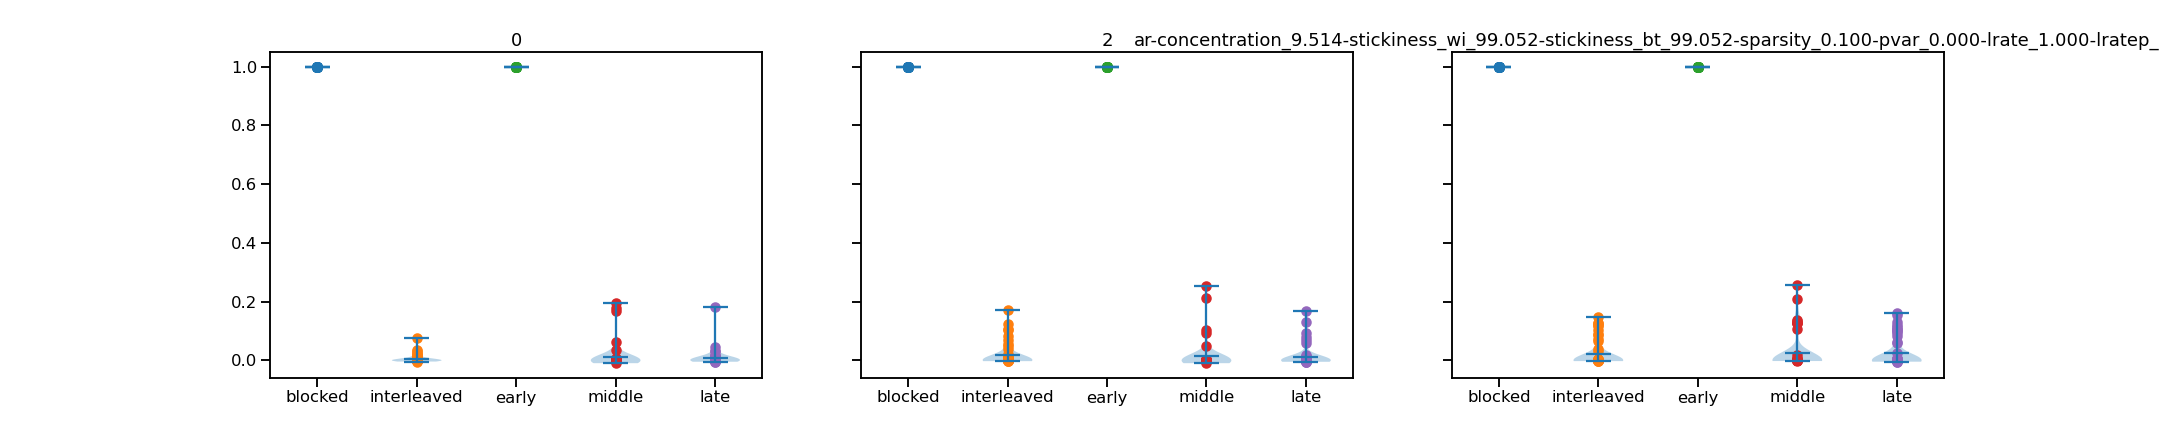 0
2
ar-concentration_9.514-stickiness_wi_99.052-stickiness_bt_99.052-sparsity_0.100-pvar_0.000-lrate_1.000-lratep_
1.0
0.8
0.6
0.4
0.2
0.0
blocked interleaved early middle late
blocked interleaved early middle late
blocked interleaved early middle late